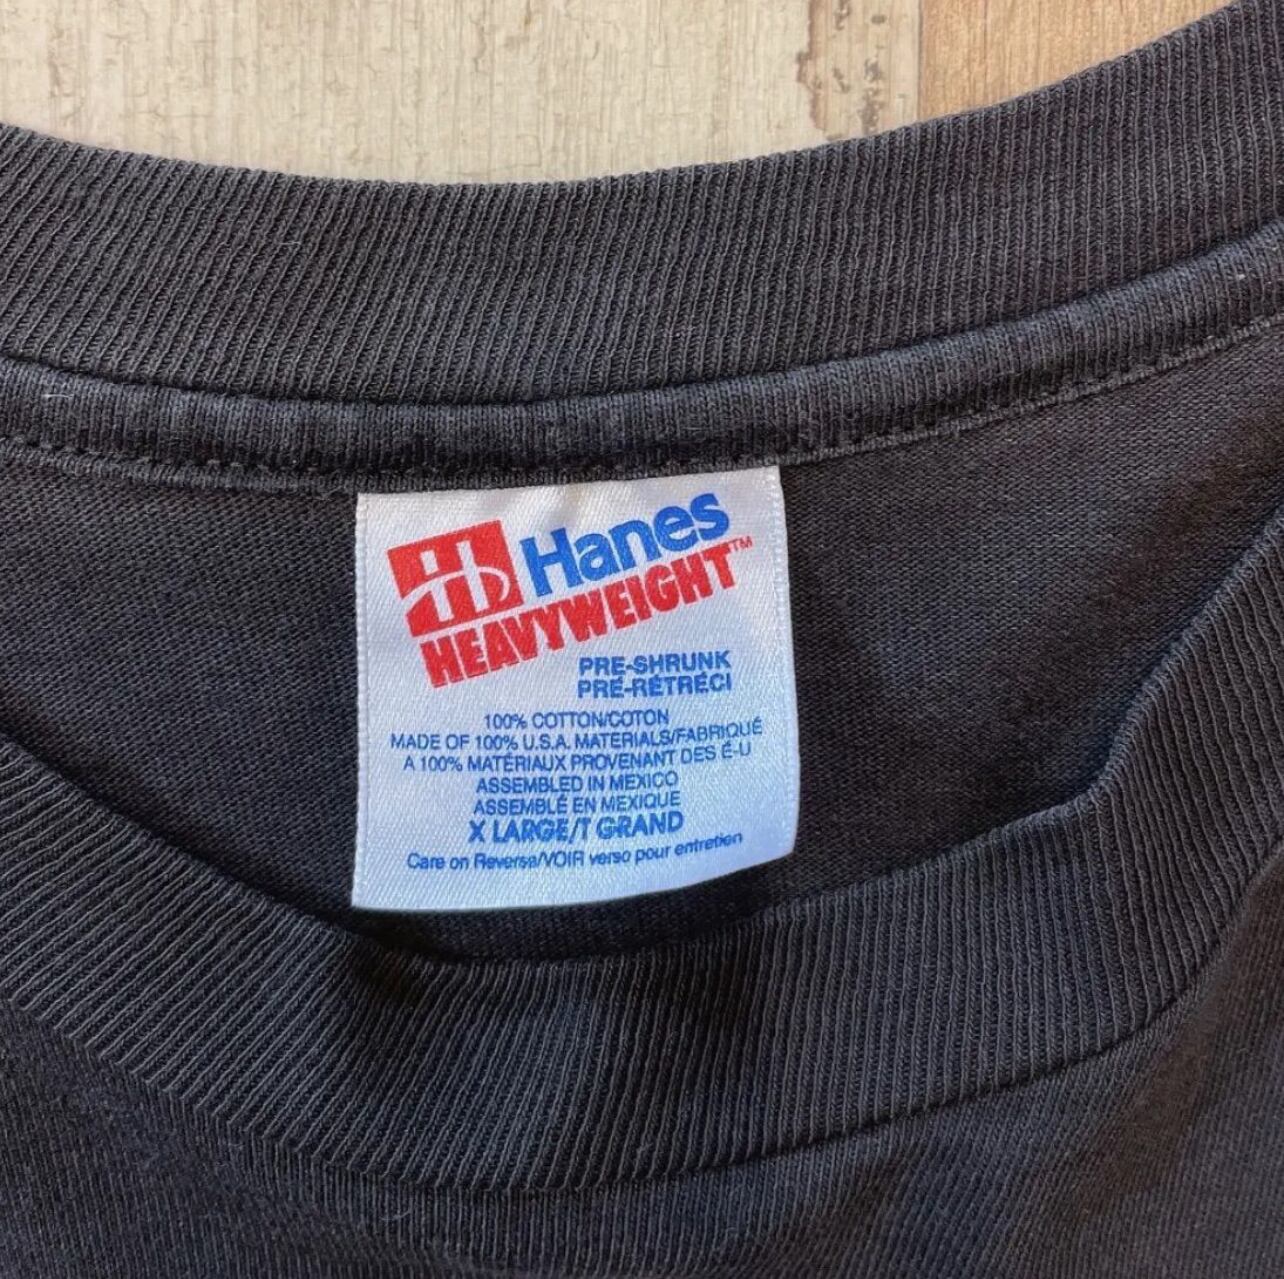 Hanes
HEAVYWEIGHT™
PRE-SHRUNK
PRÉ-RÉTRÉCI
100% COTTON/COTON
MADE OF 100% U.S.A. MATERIALS/FABRIQUÉ
A 100% MATÉRIAUX PROVENANT DES É-U
ASSEMBLED IN MEXICO
ASSEMBLÉ EN MEXIQUE
X LARGE/T GRAND
Care on Reverse/VOIR verso pour entretien